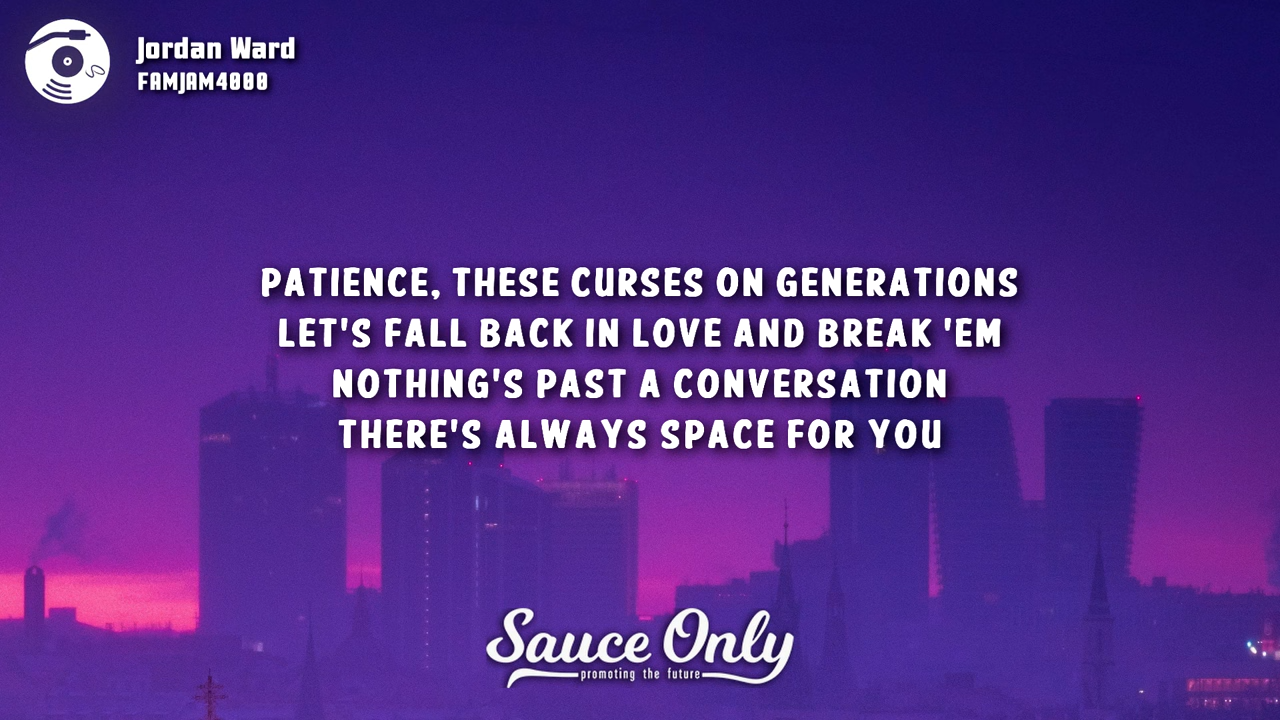 Jordan Ward
FAMJAM4000
PATIENCE, THESE CURSES ON GENERATIONS
LET'S FALL BACK IN LOVE AND BREAK 'EM
NOTHING'S PAST A CONVERSATION
THERE'S ALWAYS SPACE FOR YOU
Sauce Only
promoting the future